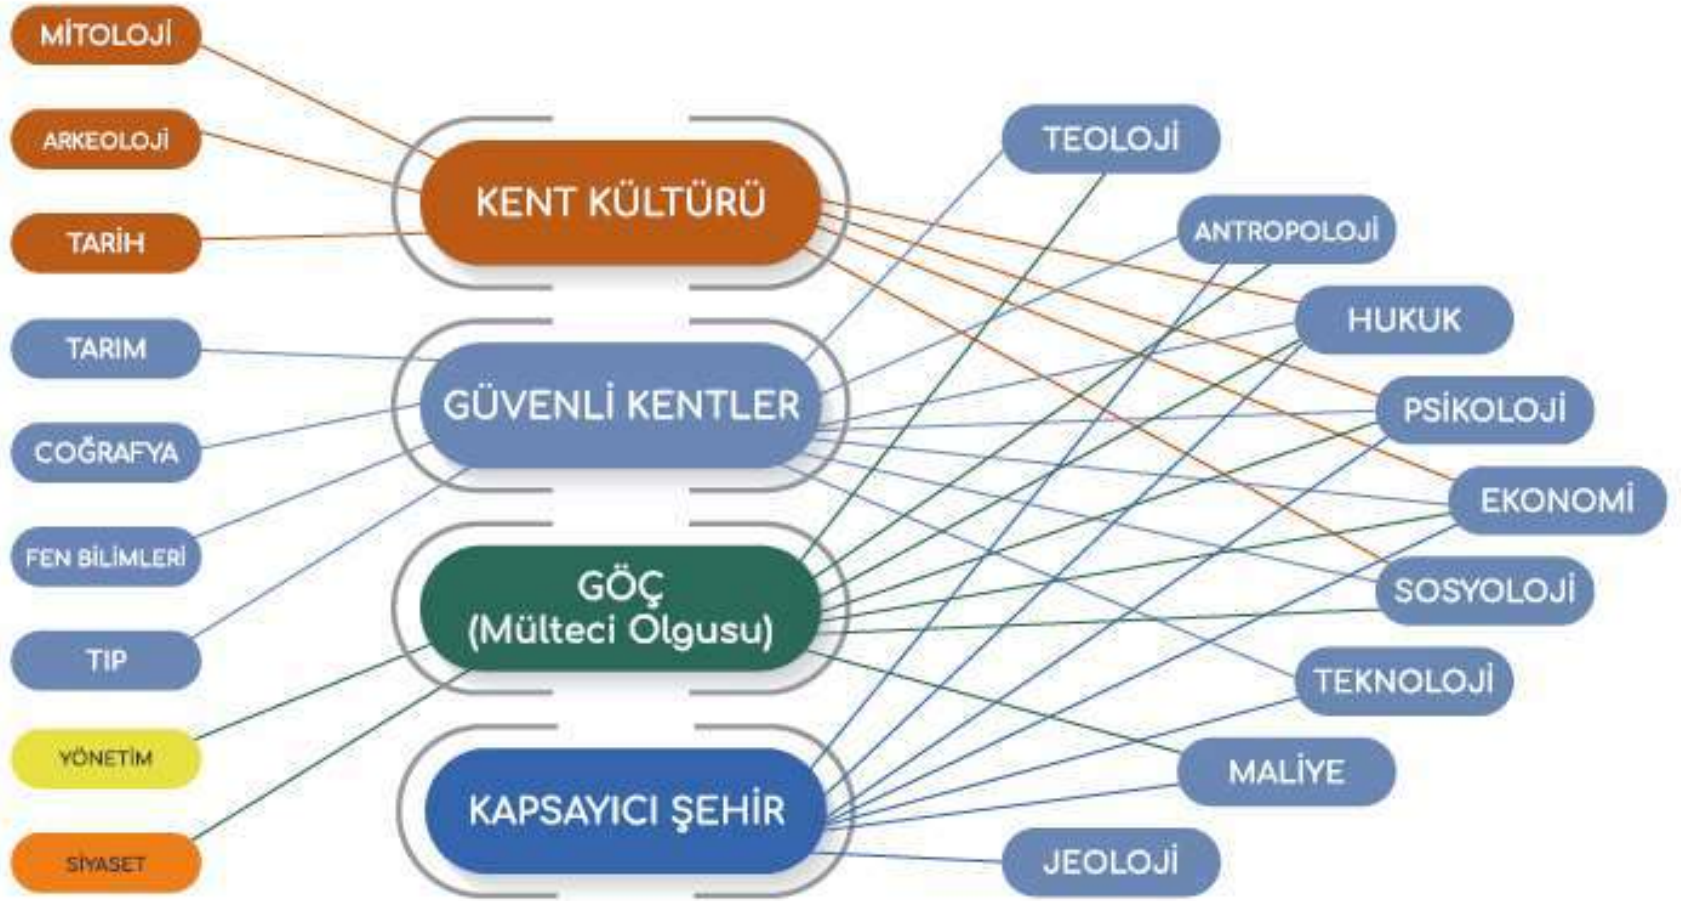 MİTOLOJİ
ARKEOLOJİ
TARİH
TARIM
COĞRAFYA
FEN BİLİMLERİ
TIP
YÖNETİM
SİYASET
KENT KÜLTÜRÜ
GÜVENLİ KENTLER
GÖÇ
(Mülteci Olgusu)
KAPSAYICI ŞEHİR
TEOLOJİ
ANTROPOLOJİ
HUKUK
PSİKOLOJİ
EKONOMİ
SOSYOLOJİ
TEKNOLOJİ
MALİYE
JEOLOJİ